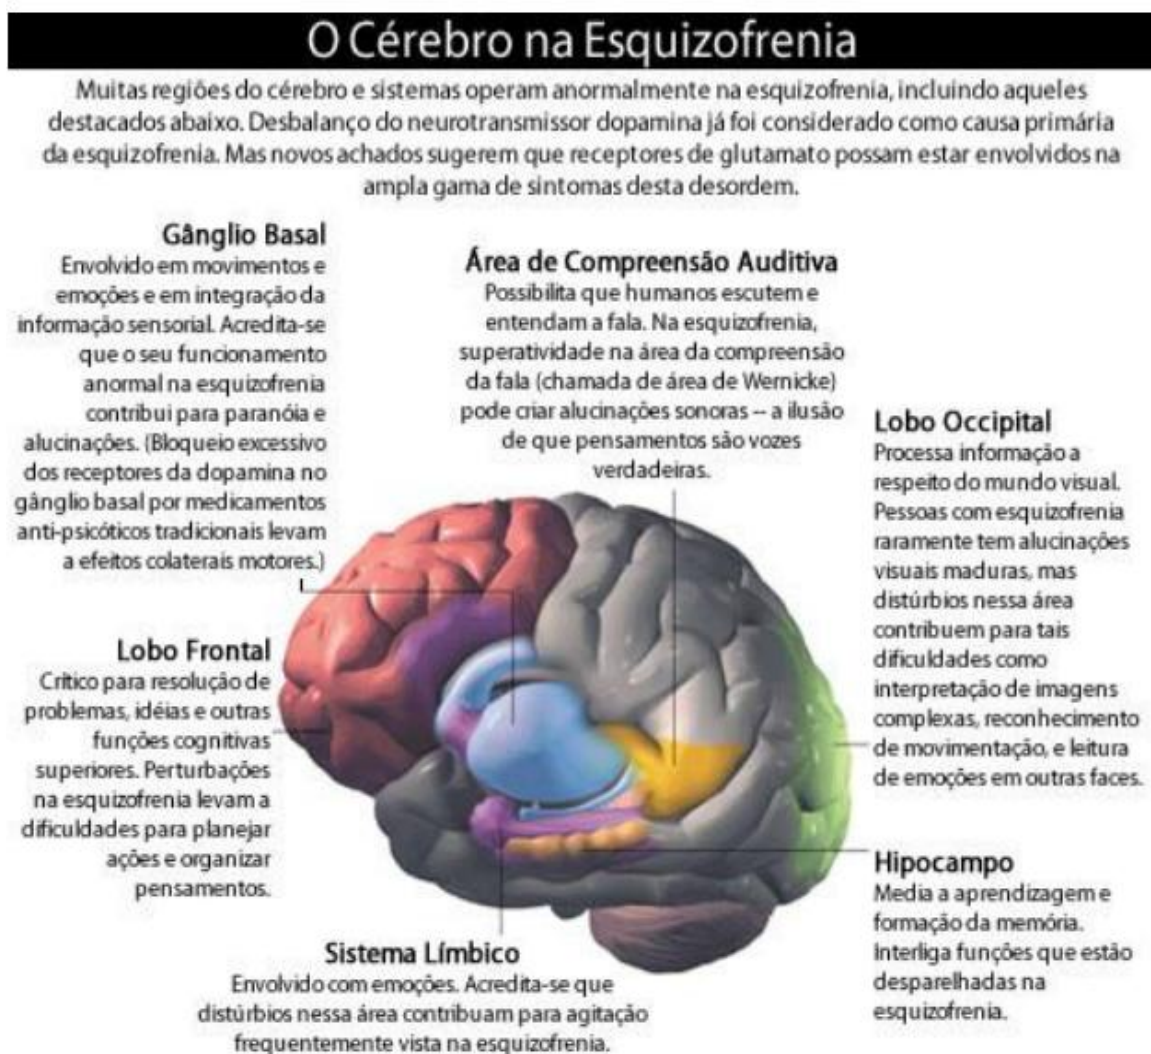 O Cérebro na Esquizofrenia
Muitas regiões do cérebro e sistemas operam anormalmente na esquizofrenia, incluindo aqueles
destacados abaixo. Desbalanço do neurotransmissor dopamina já foi considerado como causa primária
da esquizofrenia. Mas novos achados sugerem que receptores de glutamato possam estar envolvidos na
ampla gama de sintomas desta desordem.
Gânglio Basal
Envolvido em movimentos e
emoções e em integração da
informação sensorial. Acredita-se
que o seu funcionamento
anormal na esquizofrenia
contribui para paranóia e
alucinações. (Bloqueio excessivo
dos receptores da dopamina no
gânglio basal por medicamentos
anti-psicóticos tradicionais levam
a efeitos colaterais motores.)
Área de Compreensão Auditiva
Possibilita que humanos escutem e
entendam a fala. Na esquizofrenia,
superatividade na área da compreensão
da fala (chamada de área de Wernicke)
pode criar alucinações sonoras -- a ilusão
de que pensamentos são vozes
verdadeiras.
Lobo Occipital
Processa informação a
respeito do mundo visual.
Pessoas com esquizofrenia
raramente tem alucinações
visuais maduras, mas
distúrbios nessa área
contribuem para tais
dificuldades como
interpretação de imagens
complexas, reconhecimento
de movimentação, e leitura
de emoções em outras faces.
Lobo Frontal
Crítico para resolução de
problemas, idéias e outras
funções cognitivas
superiores. Perturbações
na esquizofrenia levam a
dificuldades para planejar
ações e organizar
pensamentos.
Hipocampo
Media a aprendizagem e
formação da memória.
Interliga funções que estão
desparelhadas na
esquizofrenia.
Sistema Límbico
Envolvido com emoções. Acredita-se que
distúrbios nessa área contribuam para agitação
frequentemente vista na esquizofrenia.